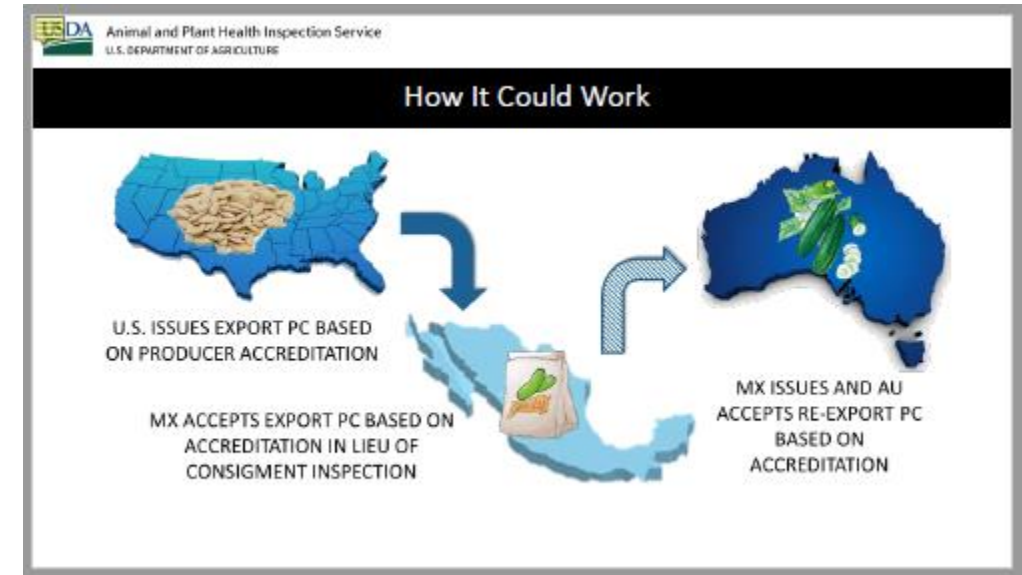 USDA
Animal and Plant Health Inspection Service
U.S. DEPARTMENT OF AGRICULTURE
How It Could Work
U.S. ISSUES EXPORT PC BASED
ON PRODUCER ACCREDITATION
MX ACCEPTS EXPORT PC BASED ON
ACCREDITATION IN LIEU OF
CONSIGMENT INSPECTION
MX ISSUES AND AU
ACCEPTS RE-EXPORT PC
BASED ON
ACCREDITATION